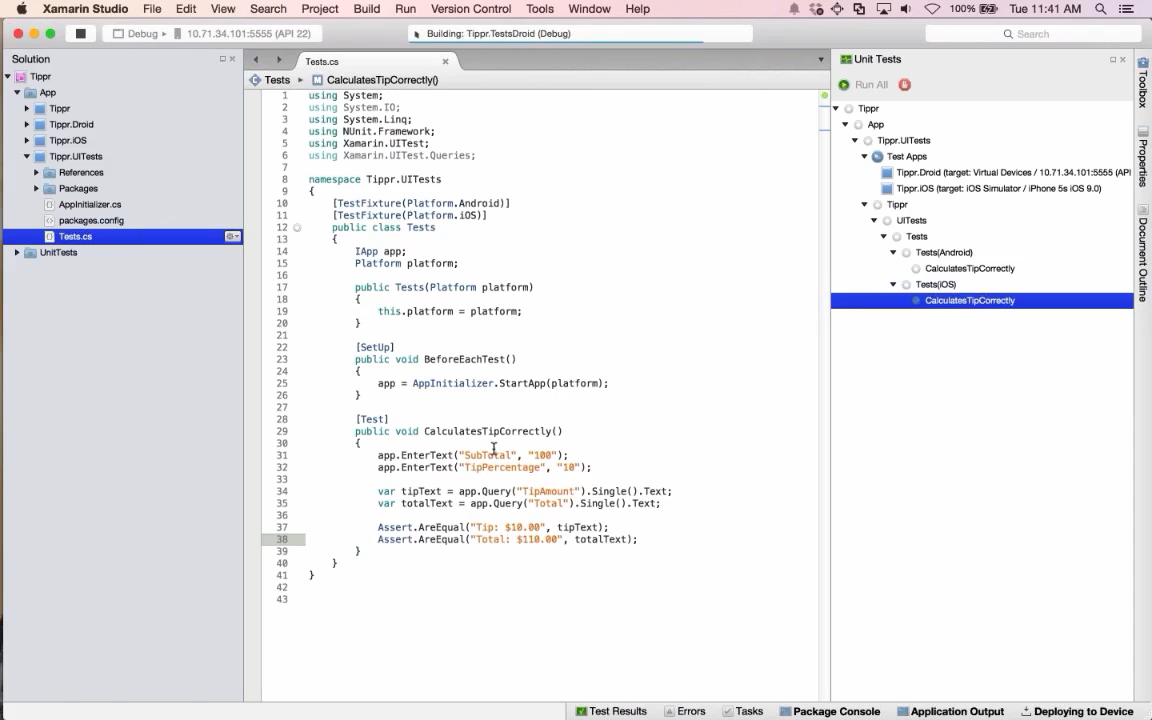 Xamarin Studio File Edit View Search Project Build Run Version Control Tools Window Help 100% Tue 11:41 AM
Debug 10.71.34.101:5555 (API 22) Building: Tippr.TestsDroid (Debug) Search
Solution
Tippr
App
Tippr
Tippr.Droid
Tippr.iOS
Tippr.UITests
References
Packages
AppInitializer.cs
packages.config
Tests.cs
UnitTests
Tests.cs
Tests CalculatesTipCorrectly()
1 using System;
2 using System.IO;
3 using System.Linq;
4 using NUnit.Framework;
5 using Xamarin.UITest;
6 using Xamarin.UITest.Queries;
7
8 namespace Tippr.UITests
9 {
10 [TestFixture(Platform.Android)]
11 [TestFixture(Platform.iOS)]
12 public class Tests
13 {
14 IApp app;
15 Platform platform;
16
17 public Tests(Platform platform)
18 {
19 this.platform = platform;
20 }
21
22 [SetUp]
23 public void BeforeEachTest()
24 {
25 app = AppInitializer.StartApp(platform);
26 }
27
28 [Test]
29 public void CalculatesTipCorrectly()
30 {
31 app.EnterText("SubTotal", "100");
32 app.EnterText("TipPercentage", "10");
33
34 var tipText = app.Query("TipAmount").Single().Text;
35 var totalText = app.Query("Total").Single().Text;
36
37 Assert.AreEqual("Tip: $10.00", tipText);
38 Assert.AreEqual("Total: $110.00", totalText);
39 }
40 }
41 }
42
43
Unit Tests
Run All
Tippr
App
Tippr.UITests
Test Apps
Tippr.Droid (target: Virtual Devices / 10.71.34.101:5555 (API
Tippr.iOS (target: iOS Simulator / iPhone 5s iOS 9.0)
Tippr
UITests
Tests
Tests(Android)
CalculatesTipCorrectly
Tests(iOS)
CalculatesTipCorrectly
Toolbox
Properties
Document Outline
Test Results Errors Tasks Package Console Application Output Deploying to Device